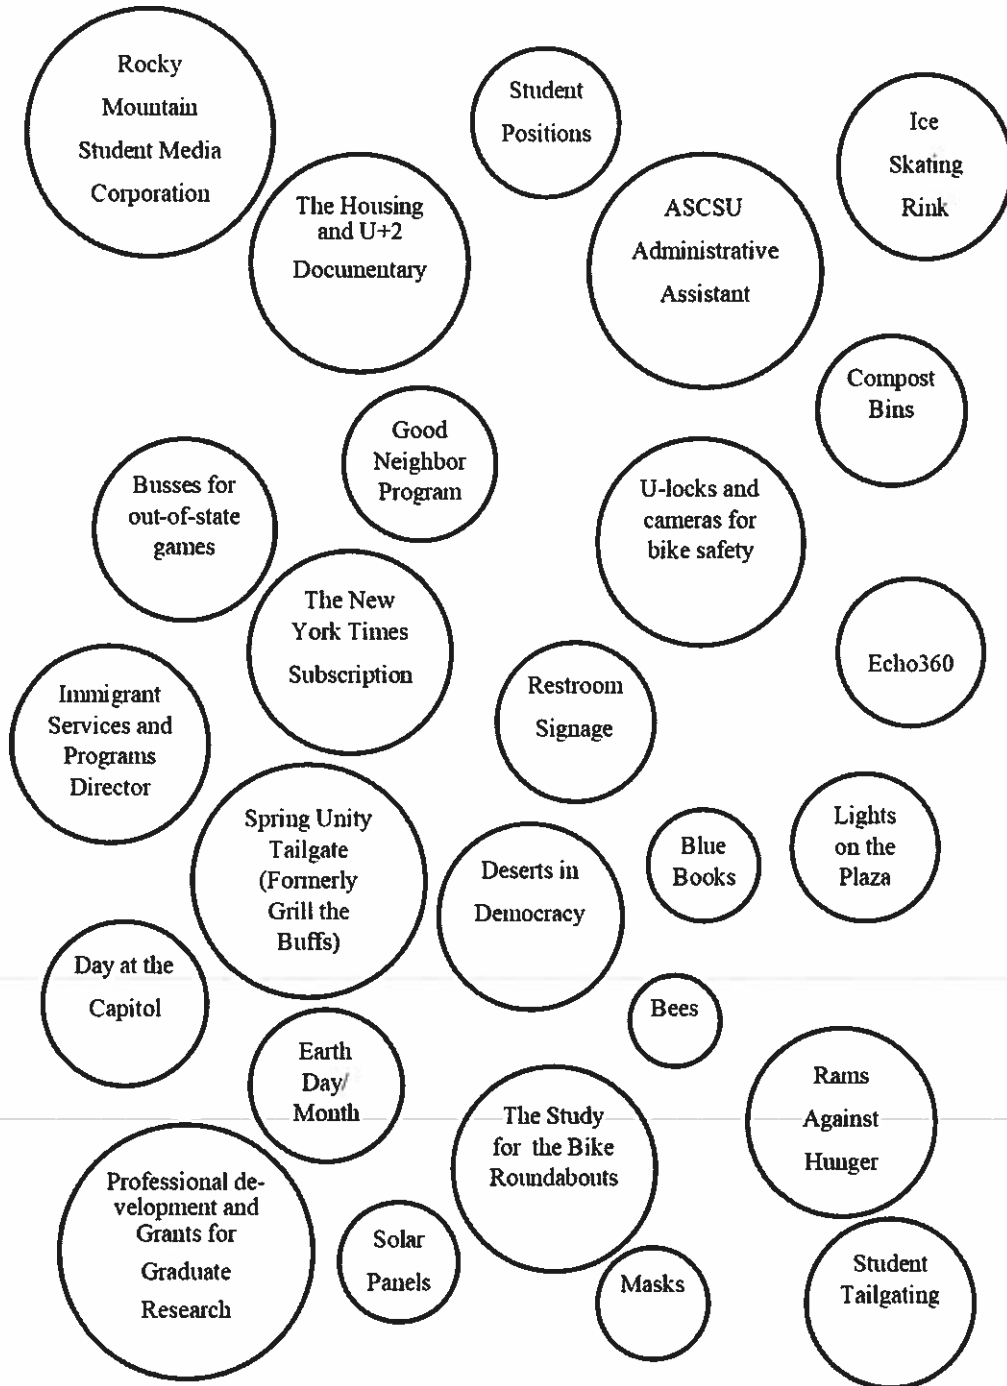 Rocky
Mountain
Student Media
Corporation
Student
Positions
Ice
Skating
Rink
The Housing
and U+2
Documentary
ASCSU
Administrative
Assistant
Compost
Bins
Good
Neighbor
Program
Busses for
out-of-state
games
U-locks and
cameras for
bike safety
The New
York Times
Subscription
Echo360
Restroom
Signage
Immigrant
Services and
Programs
Director
Spring Unity
Tailgate
(Formerly
Grill the
Buffs)
Deserts in
Democracy
Blue
Books
Lights
on the
Plaza
Day at the
Capitol
Bees
Earth
Day/
Month
The Study
for the Bike
Roundabouts
Rams
Against
Hunger
Professional de-
velopment and
Grants for
Graduate
Research
Solar
Panels
Masks
Student
Tailgating